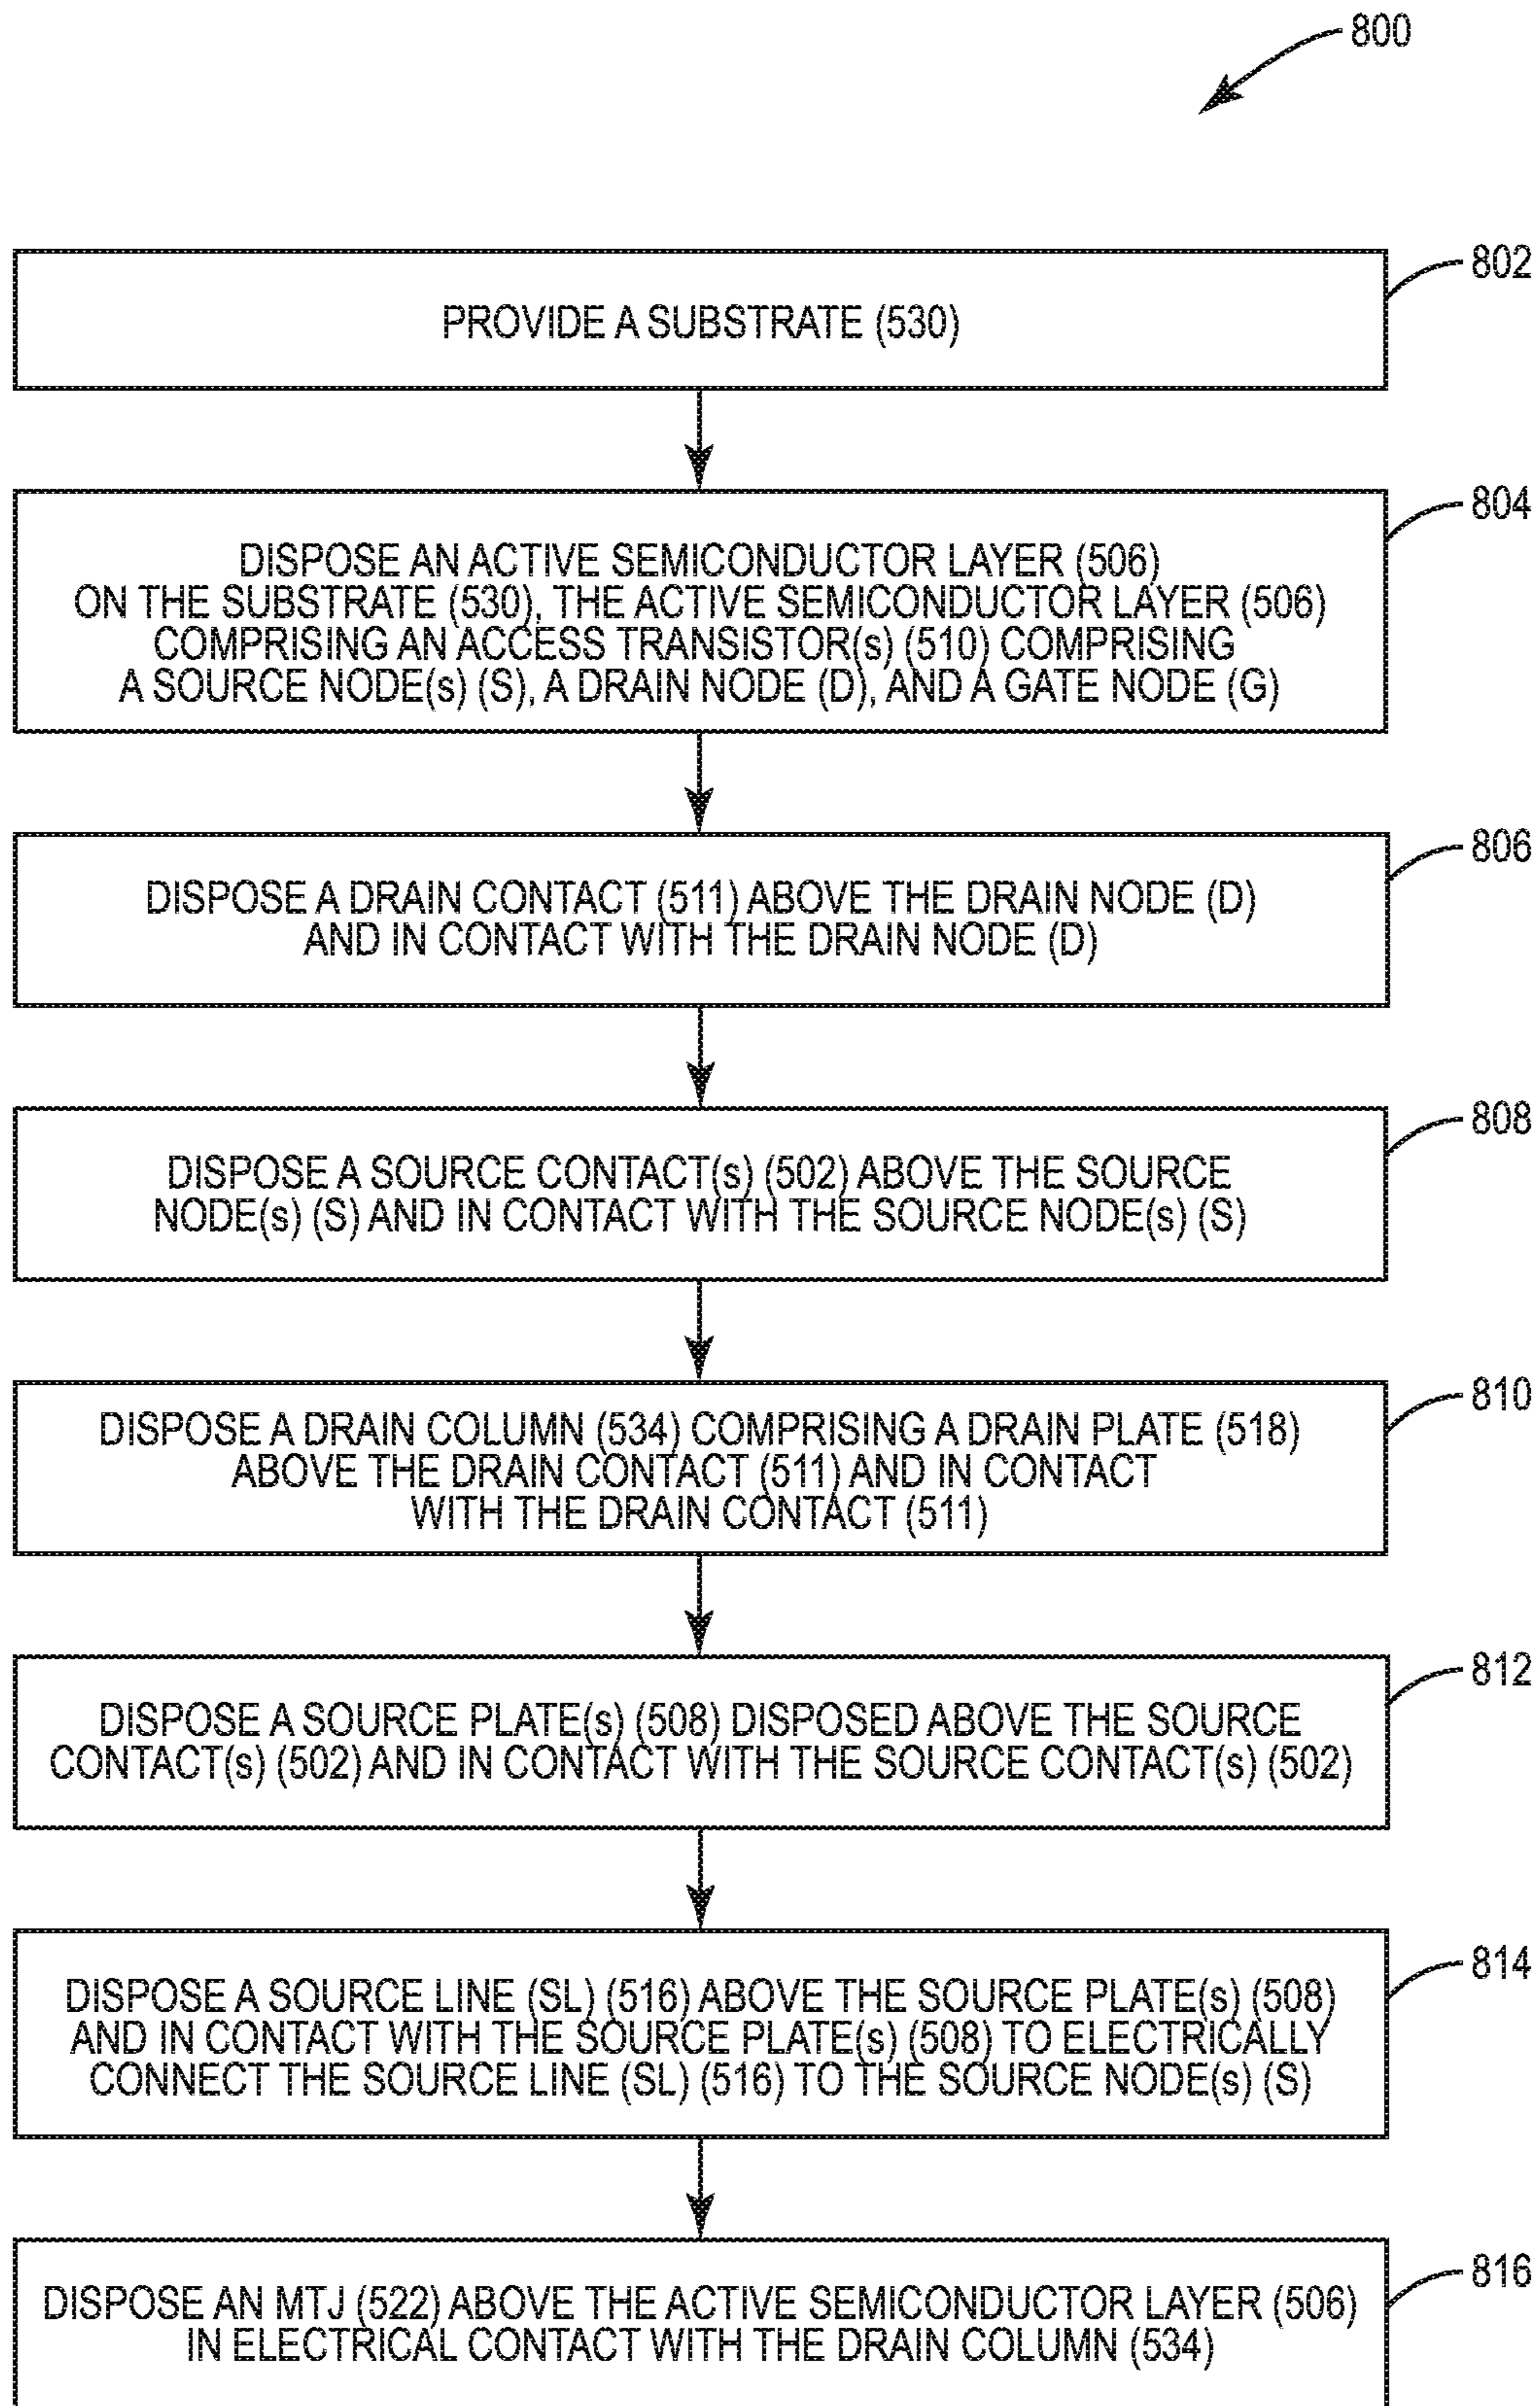 800
802
PROVIDE A SUBSTRATE (530)
804
DISPOSE AN ACTIVE SEMICONDUCTOR LAYER (506)
ON THE SUBSTRATE (530), THE ACTIVE SEMICONDUCTOR LAYER (506)
COMPRISING AN ACCESS TRANSISTOR(s) (510) COMPRISING
A SOURCE NODE(s) (S), A DRAIN NODE (D), AND A GATE NODE (G)
806
DISPOSE A DRAIN CONTACT (511) ABOVE THE DRAIN NODE (D)
AND IN CONTACT WITH THE DRAIN NODE (D)
808
DISPOSE A SOURCE CONTACT(s) (502) ABOVE THE SOURCE
NODE(s) (S) AND IN CONTACT WITH THE SOURCE NODE(s) (S)
810
DISPOSE A DRAIN COLUMN (534) COMPRISING A DRAIN PLATE (518)
ABOVE THE DRAIN CONTACT (511) AND IN CONTACT
WITH THE DRAIN CONTACT (511)
812
DISPOSE A SOURCE PLATE(s) (508) DISPOSED ABOVE THE SOURCE
CONTACT(s) (502) AND IN CONTACT WITH THE SOURCE CONTACT(s) (502)
814
DISPOSE A SOURCE LINE (SL) (516) ABOVE THE SOURCE PLATE(s) (508)
AND IN CONTACT WITH THE SOURCE PLATE(s) (508) TO ELECTRICALLY
CONNECT THE SOURCE LINE (SL) (516) TO THE SOURCE NODE(s) (S)
816
DISPOSE AN MTJ (522) ABOVE THE ACTIVE SEMICONDUCTOR LAYER (506)
IN ELECTRICAL CONTACT WITH THE DRAIN COLUMN (534)